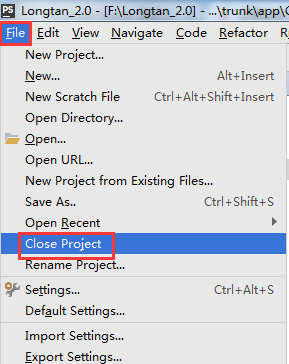 PS Longtan_2.0 - [F:\Longtan_2.0] - ...\trunk\app\
File Edit View Navigate Code Refactor
New Project...
New... Alt+Insert
New Scratch File Ctrl+Alt+Shift+Insert
Open Directory...
Open...
Open URL...
New Project from Existing Files...
Save As.. Ctrl+Shift+S
Open Recent
Close Project
Rename Project...
Settings... Ctrl+Alt+S
Default Settings...
Import Settings...
Export Settings...